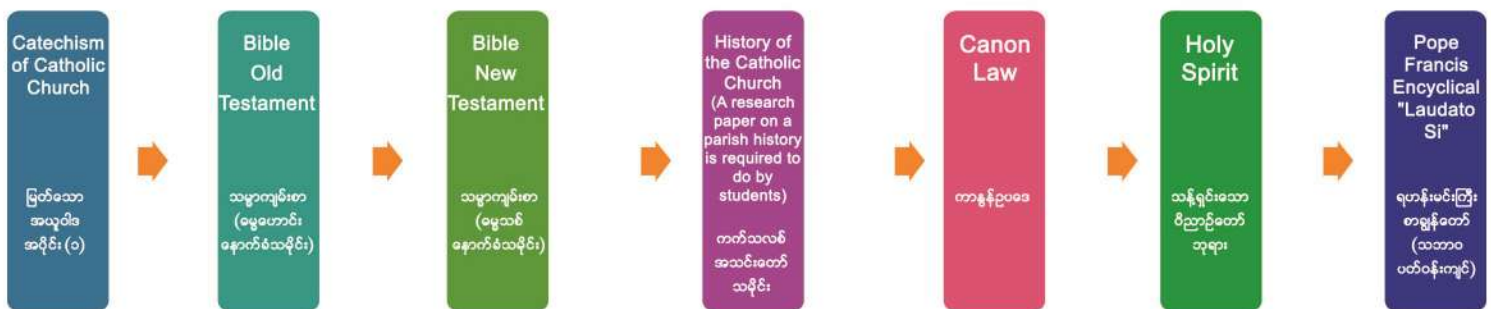 Catechism
of Catholic
Church
မြတ်သော
အယူဝါဒ
အပိုင်း (၁)
Bible
Old
Testament
သမ္မာကျမ်းစာ
(ဓမ္မဟောင်း
နောက်ခံသမိုင်း)
Bible
New
Testament
သမ္မာကျမ်းစာ
(ဓမ္မသစ်
နောက်ခံသမိုင်း)
History of
the Catholic
Church
(A research
paper on a
parish history
is required to
do by
students)
ကက်သလစ်
အသင်းတော်
သမိုင်း
Canon
Law
ကာနွန်ဥပဒေ
Holy
Spirit
သန့်ရှင်းသော
ဝိညာဉ်တော်
ဘုရား
Pope
Francis
Encyclical
"Laudato
Si"
ရဟန်းမင်းကြီး
စာချွန်တော်
(သဘာဝ
ပတ်ဝန်းကျင်)